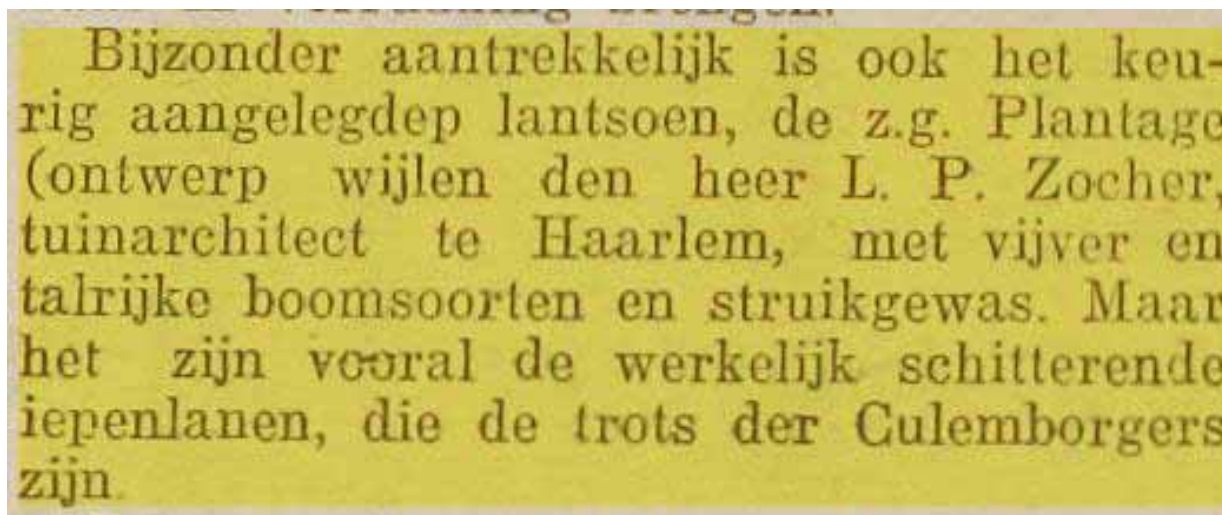 Bijzonder aantrekkelijk is ook het keu-
rig aangelegdep lantsoen, de z.g. Plantage
(ontwerp wijlen den heer L. P. Zocher,
tuinarchitect te Haarlem, met vijver en
talrijke boomsoorten en struikgewas. Maar
het zijn vooral de werkelijk schitterende
iepenlanen, die de trots der Culemborgers
zijn.